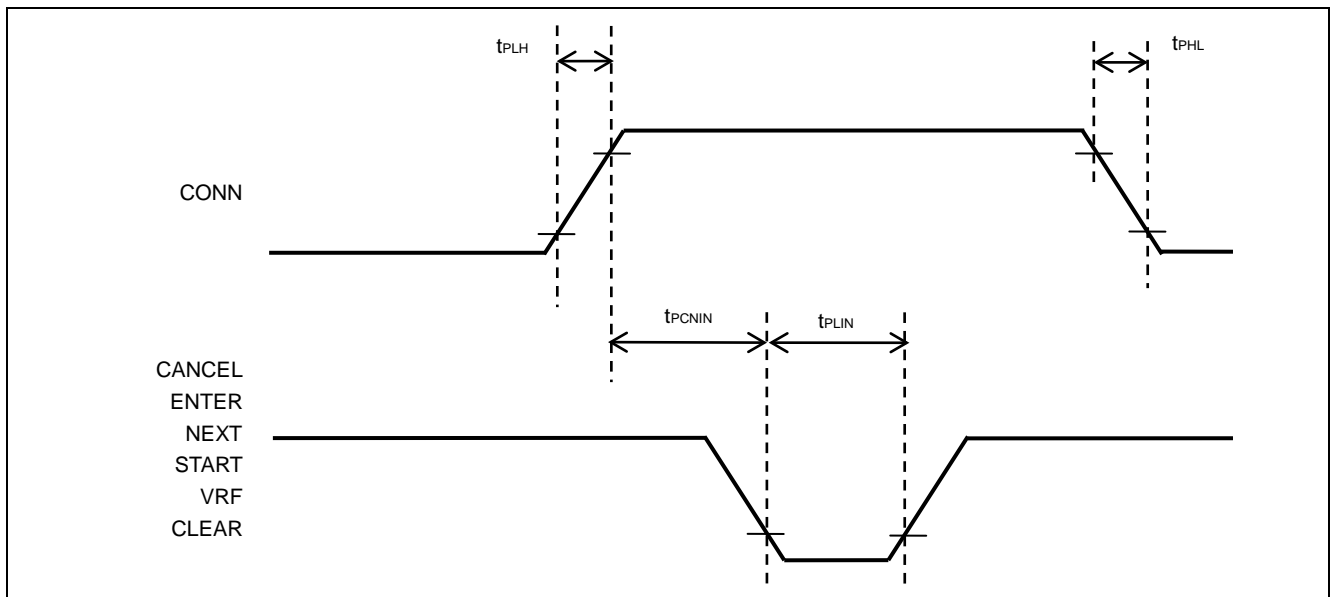 tPLH
tPHL
CONN
tPCNIN
tPLIN
CANCEL
ENTER
NEXT
START
VRF
CLEAR